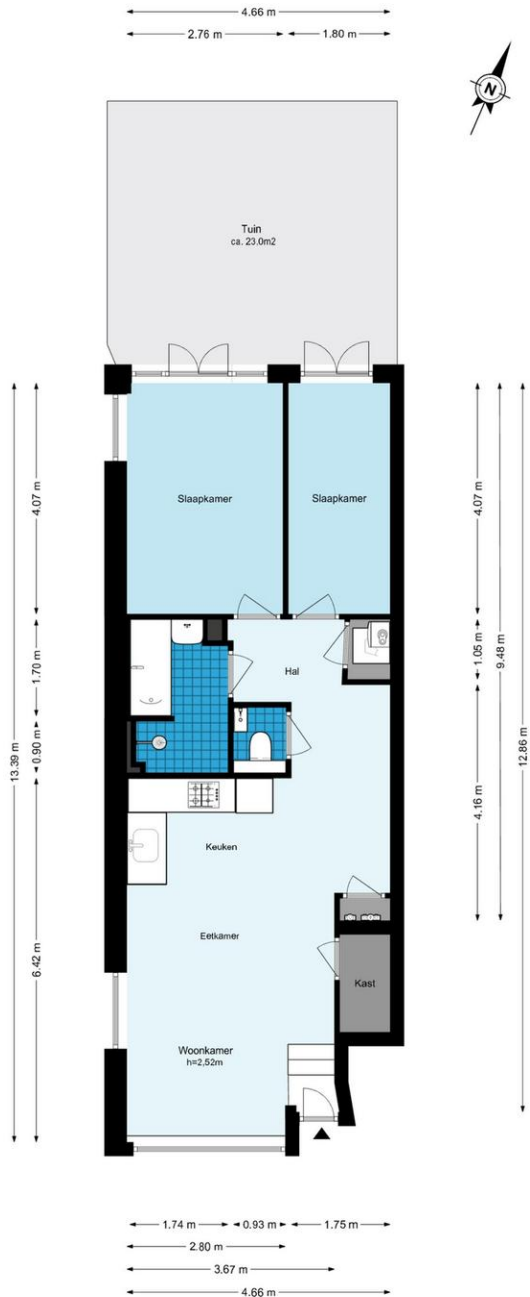 4.66 m
2.76 m
1.80 m
N
Tuin
ca. 23.0m2
Slaapkamer
Slaapkamer
4.07 m
4.07 m
1.70 m
1.05 m
9.48 m
Hal
0.90 m
13.39 m
12.86 m
4.16 m
Keuken
Eetkamer
6.42 m
Kast
Woonkamer
h=2,52m
1.74 m
0.93 m
1.75 m
2.80 m
3.67 m
4.66 m